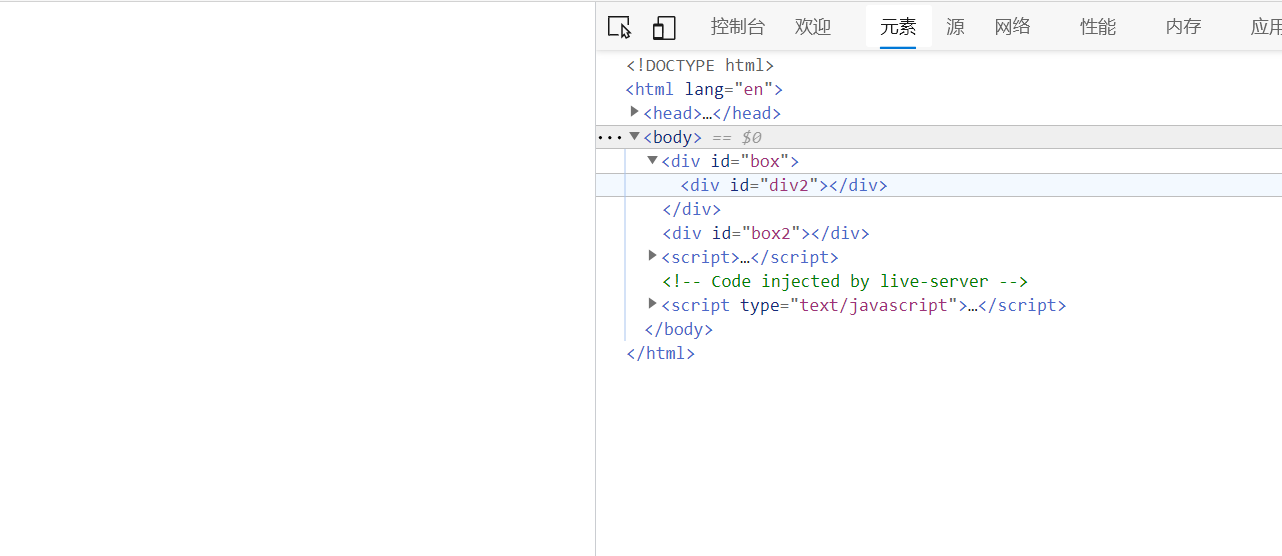 控制台 欢迎 元素 源 网络 性能 内存 应用
<!DOCTYPE html>
<html lang="en">
<head>…</head>
<body> == $0
<div id="box">
<div id="div2"></div>
</div>
<div id="box2"></div>
<script>…</script>
<!-- Code injected by live-server -->
<script type="text/javascript">…</script>
</body>
</html>